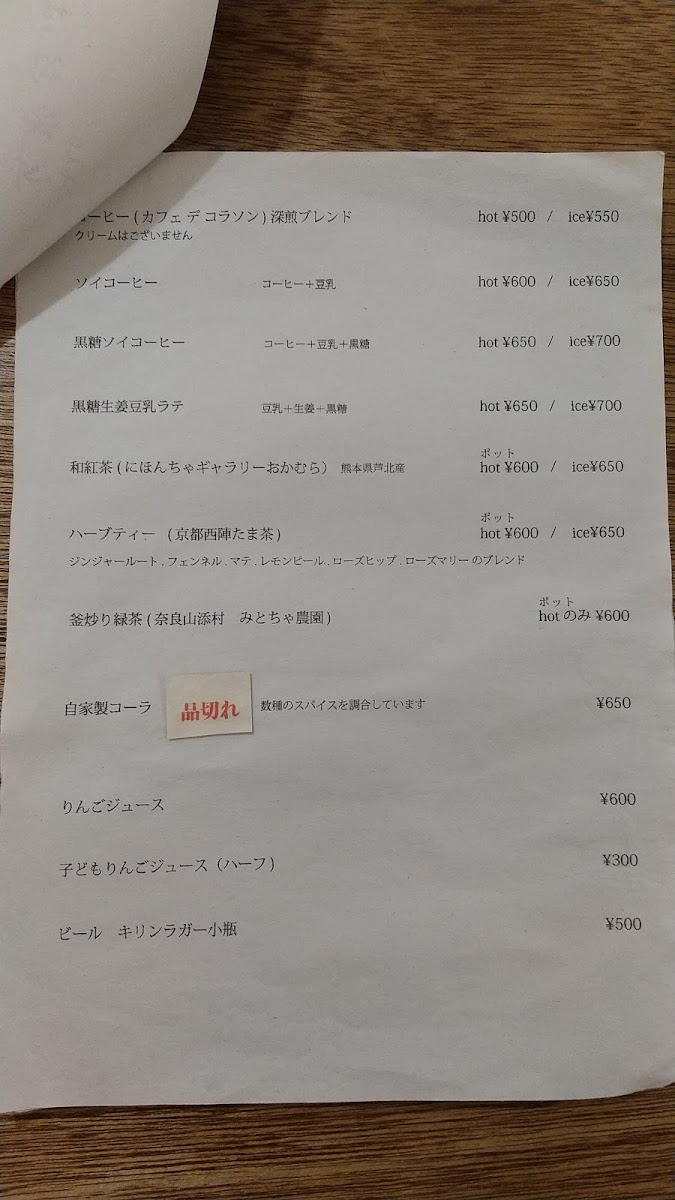 コーヒー ( カフェ デ コラソン ) 深煎ブレンド hot ¥500 / ice¥550
クリームはございません
ソイコーヒー コーヒー＋豆乳 hot ¥600 / ice¥650
黒糖ソイコーヒー コーヒー＋豆乳＋黒糖 hot ¥650 / ice¥700
黒糖生姜豆乳ラテ 豆乳＋生姜＋黒糖 hot ¥650 / ice¥700
ポット
和紅茶 ( にほんちゃギャラリーおかむら） 熊本県芦北産 hot ¥600 / ice¥650
ポット
ハーブティー ( 京都西陣たま茶 ) hot ¥600 / ice¥650
ジンジャールート , フェンネル , マテ , レモンピール , ローズヒップ , ローズマリー のブレンド
ポット
釜炒り緑茶 ( 奈良山添村 みとちゃ農園 ) hot のみ ¥600
自家製コーラ 品切れ 数種のスパイスを調合しています ¥650
りんごジュース ¥600
子どもりんごジュース（ハーフ ) ¥300
ビール キリンラガー小瓶 ¥500